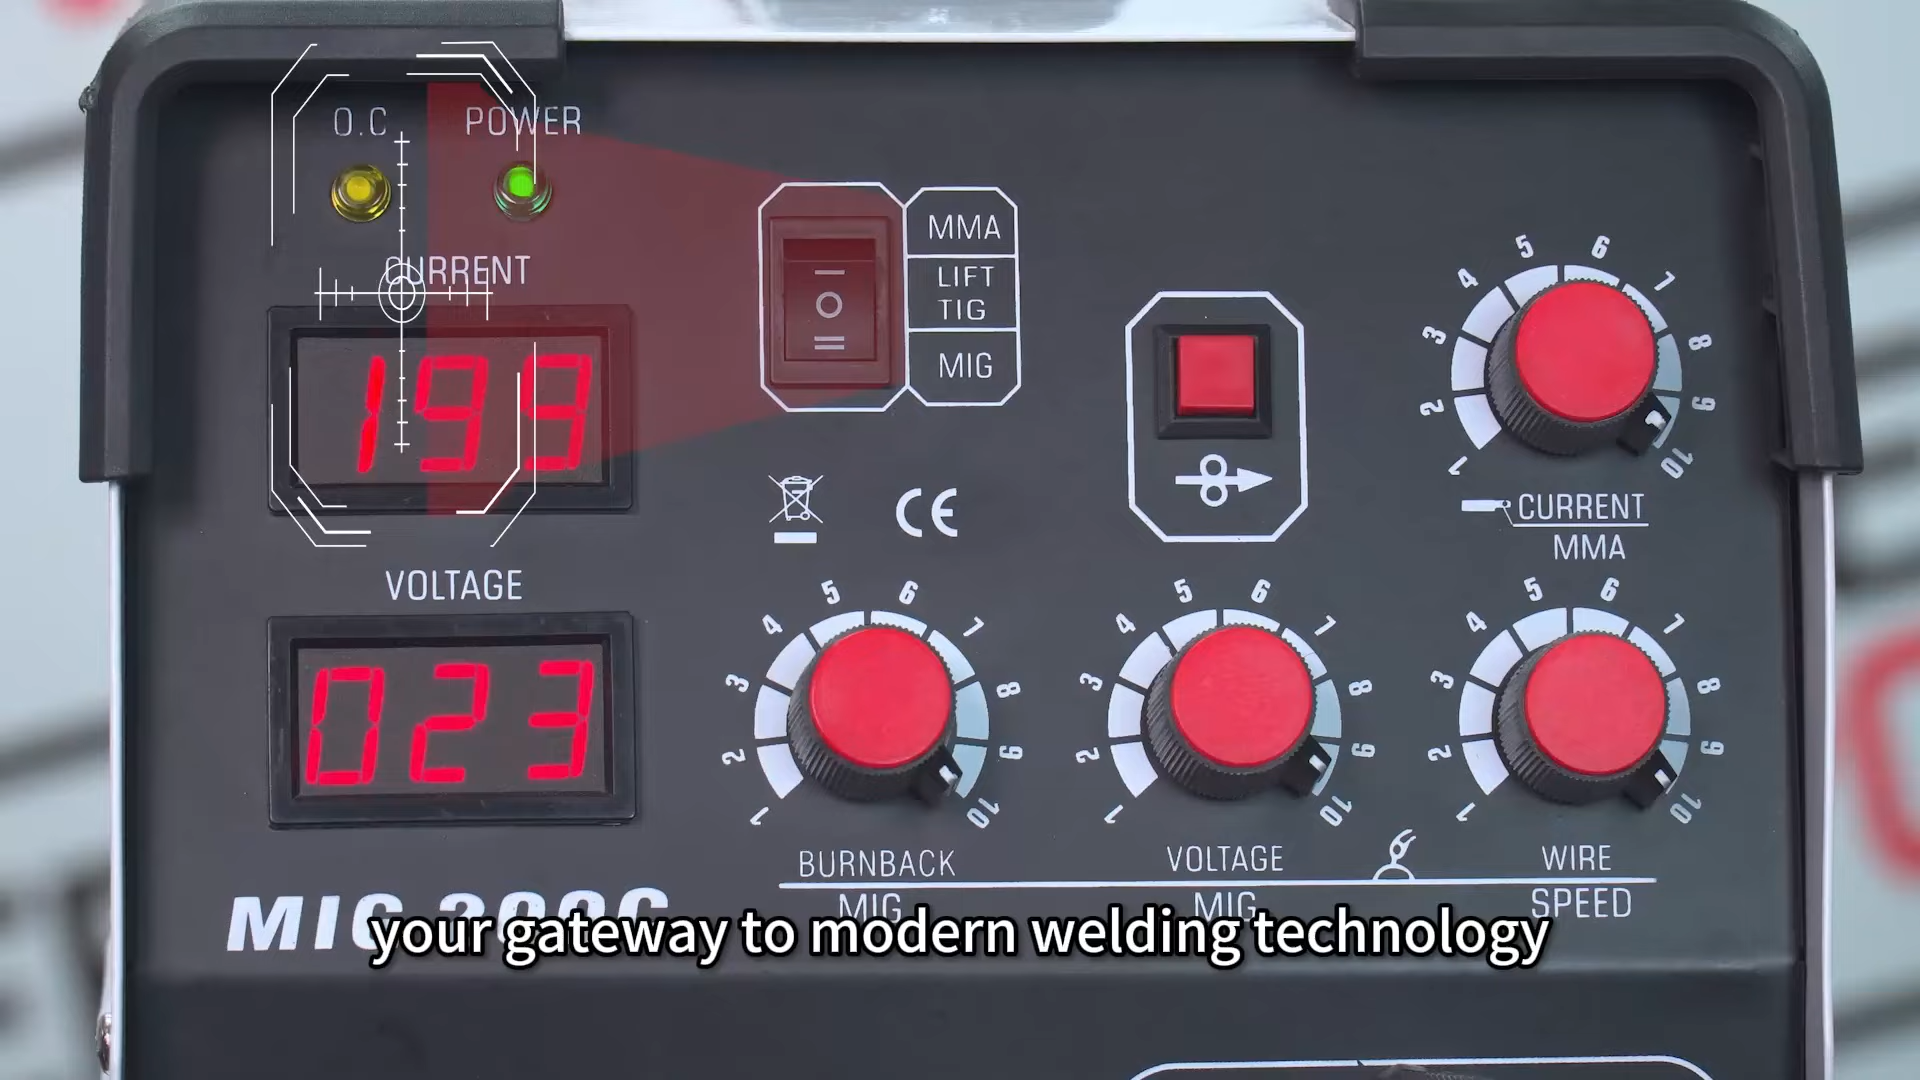 O.C
POWER
CURRENT
199
VOLTAGE
023
MMA
LIFT
TIG
MIG
CE
1 2 3 4 5 6 7 8 9 10
CURRENT
MMA
1 2 3 4 5 6 7 8 9 10
BURNBACK
MIG
1 2 3 4 5 6 7 8 9 10
VOLTAGE
MIG
1 2 3 4 5 6 7 8 9 10
WIRE
SPEED
your gateway to modern welding technology